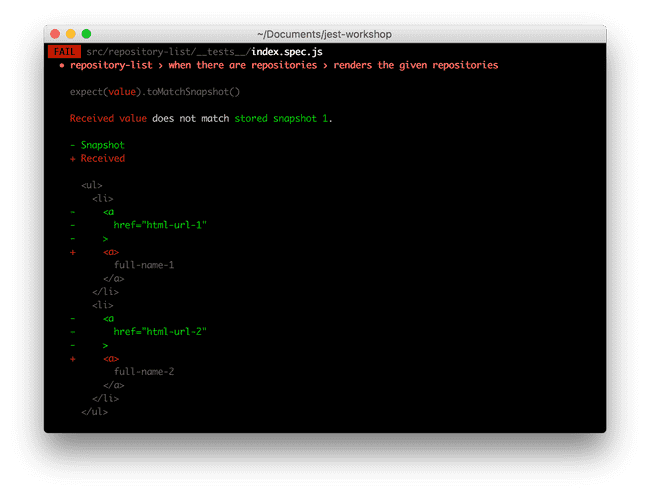 ~/Documents/jest-workshop
FAIL src/repository-list/__tests__/index.spec.js
● repository-list › when there are repositories › renders the given repositories
expect(value).toMatchSnapshot()
Received value does not match stored snapshot 1.
- Snapshot
+ Received
<ul>
<li>
- <a
- href="html-url-1"
- >
+ <a>
full-name-1
</a>
</li>
<li>
- <a
- href="html-url-2"
- >
+ <a>
full-name-2
</a>
</li>
</ul>